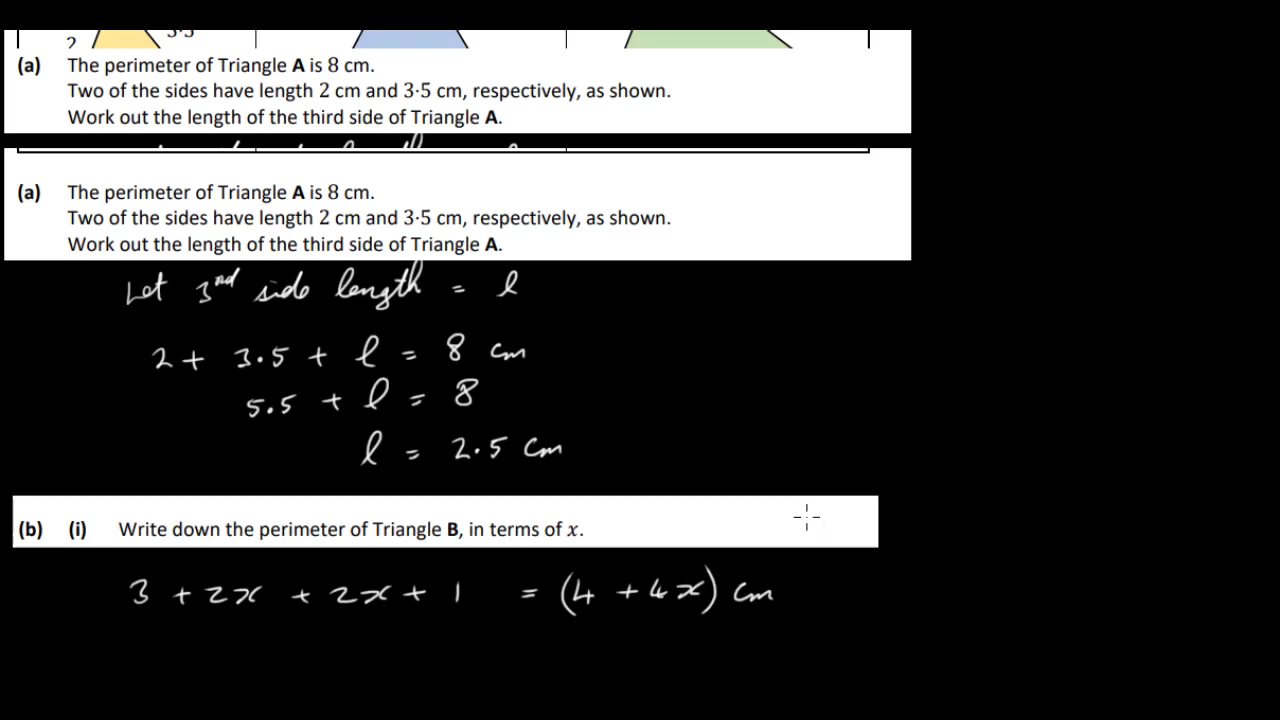 2 3·5
(a) The perimeter of Triangle A is 8 cm.
Two of the sides have length 2 cm and 3·5 cm, respectively, as shown.
Work out the length of the third side of Triangle A.
(a) The perimeter of Triangle A is 8 cm.
Two of the sides have length 2 cm and 3·5 cm, respectively, as shown.
Work out the length of the third side of Triangle A.
Let 3nd side length = l
2 + 3.5 + l = 8 cm
5.5 + l = 8
l = 2.5 cm
(b) (i) Write down the perimeter of Triangle B, in terms of x.
3 + 2x + 2x + 1 = (4 + 4x) cm